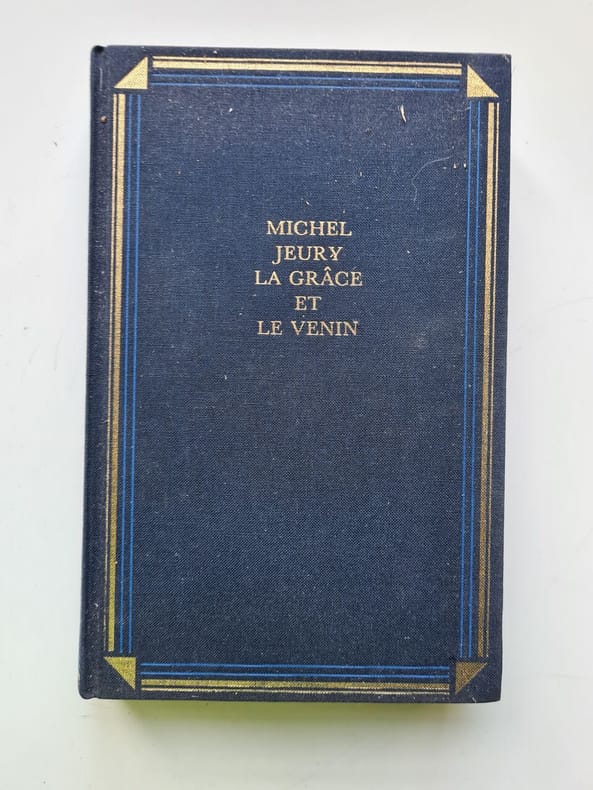 MICHEL
JEURY
LA GRÂCE
ET
LE VENIN